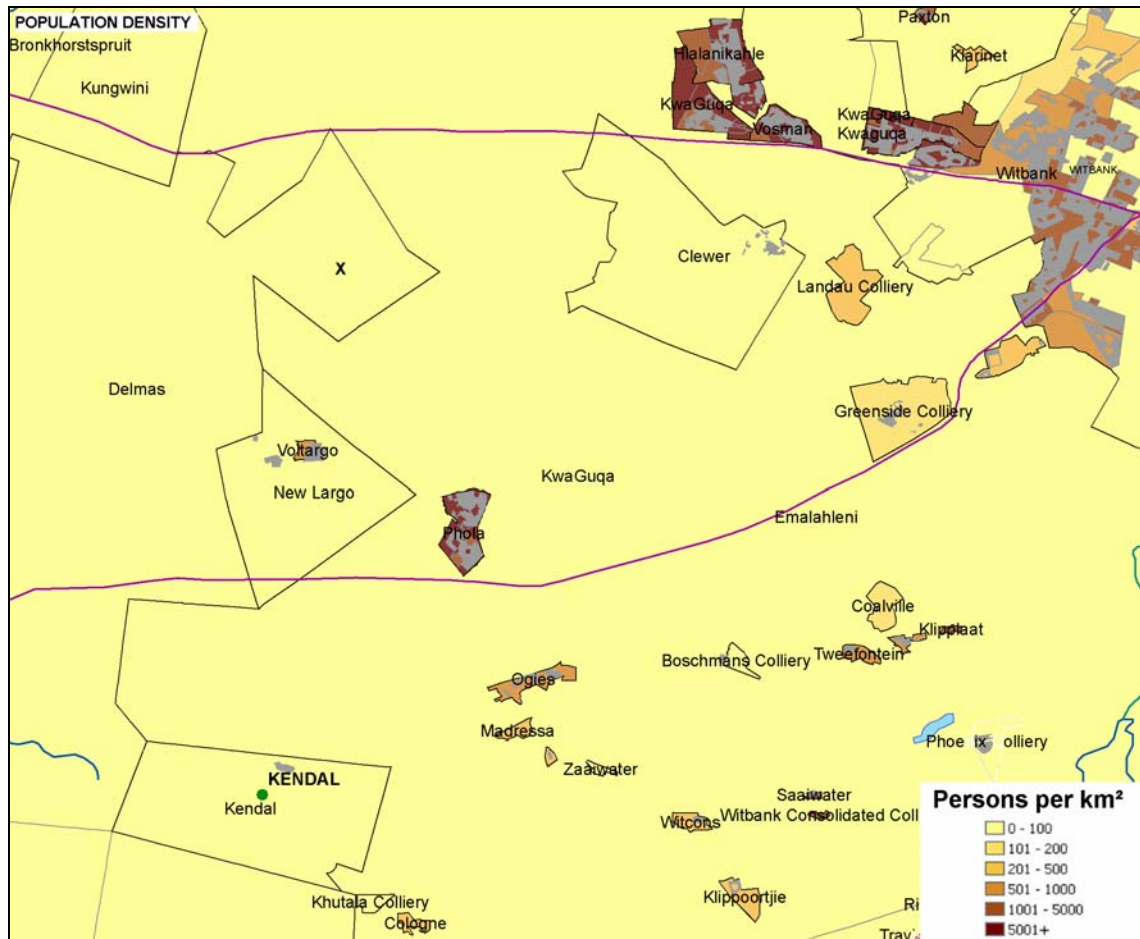 POPULATION DENSITY
Bronkhorstspruit
Kungwini
Paxton
Hlalanikahle
Klarinet
KwaGuqa
Vosman
KwaGuqa
Kwaguqa
Witbank
WITBANK
X
Clewer
Landau Colliery
Delmas
Greenside Colliery
Voltargo
New Largo
KwaGuqa
Phola
Emalahleni
Coalville
Klipplaat
Boschmans Colliery
Tweefontein
Ogies
Madressa
Zaaiwater
KENDAL
Kendal
Saaiwater
Witcons
Witbank Consolidated Coll
Klippoortjie
Khutala Colliery
Cologne
Persons per km²
0 - 100
101 - 200
201 - 500
501 - 1000
1001 - 5000
5001+